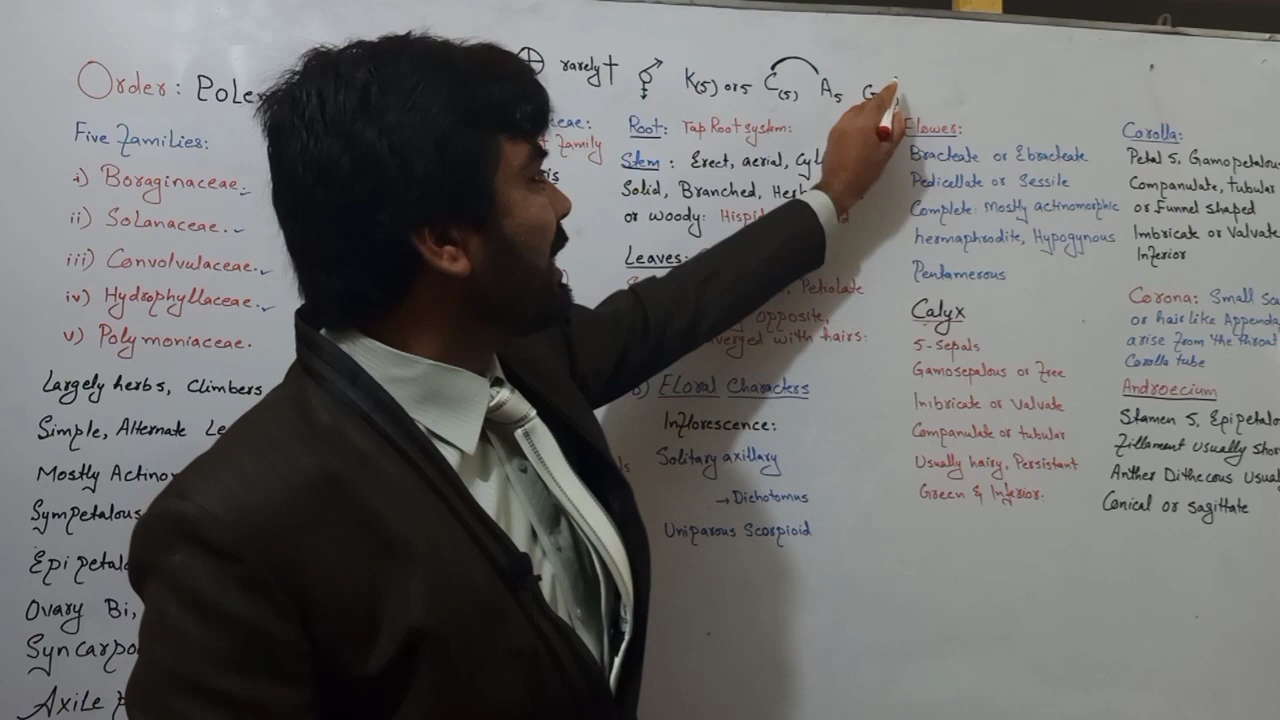 Order: Pole
Five Families:
i) Boraginaceae.
ii) Solanaceae.
iii) Convolvulaceae.
iv) Hydrophyllaceae.
v) Polymoniaceae.
Largely herbs, Climbers
Simple, Alternate Le
Mostly Actinor
Sympetalous
Epipetal
Ovary Bi,
Syncarpo
Axile
⊕ rarely † ⚥ K(5) or 5 C(5) A5 G
ceae:
Family
Root: Tap Root system:
Stem: Erect, aerial, Cyl
Solid, Branched, Herb
or woody: Hispid
Leaves:
Petiolate
opposite,
verged with hairs:
b) Floral Characters
Inflorescence:
Solitary axillary
→ Dichotomus
Uniparous Scorpioid
Flower:
Bracteate or Ebracteate
Pedicellate or Sessile
Complete: Mostly actinomorphic
hermaphrodite, Hypogynous
Pentamerous
Calyx
5-Sepals
Gamosepalous or Free
Imbricate or Valvate
Companulate or tubular
Usually hairy, Persistant
Green & Inferior.
Corolla:
Petal 5, Gamopetalous
Companulate, tubular
or Funnel shaped
Imbricate or Valvate
Inferior
Corona: Small Sca
or hair like Appenda
arise from the throat
Corolla tube
Androecium
Stamen 5, Epipetalo
Fillament usually shor
Anther Dithecous Usual
Conical or sagittate